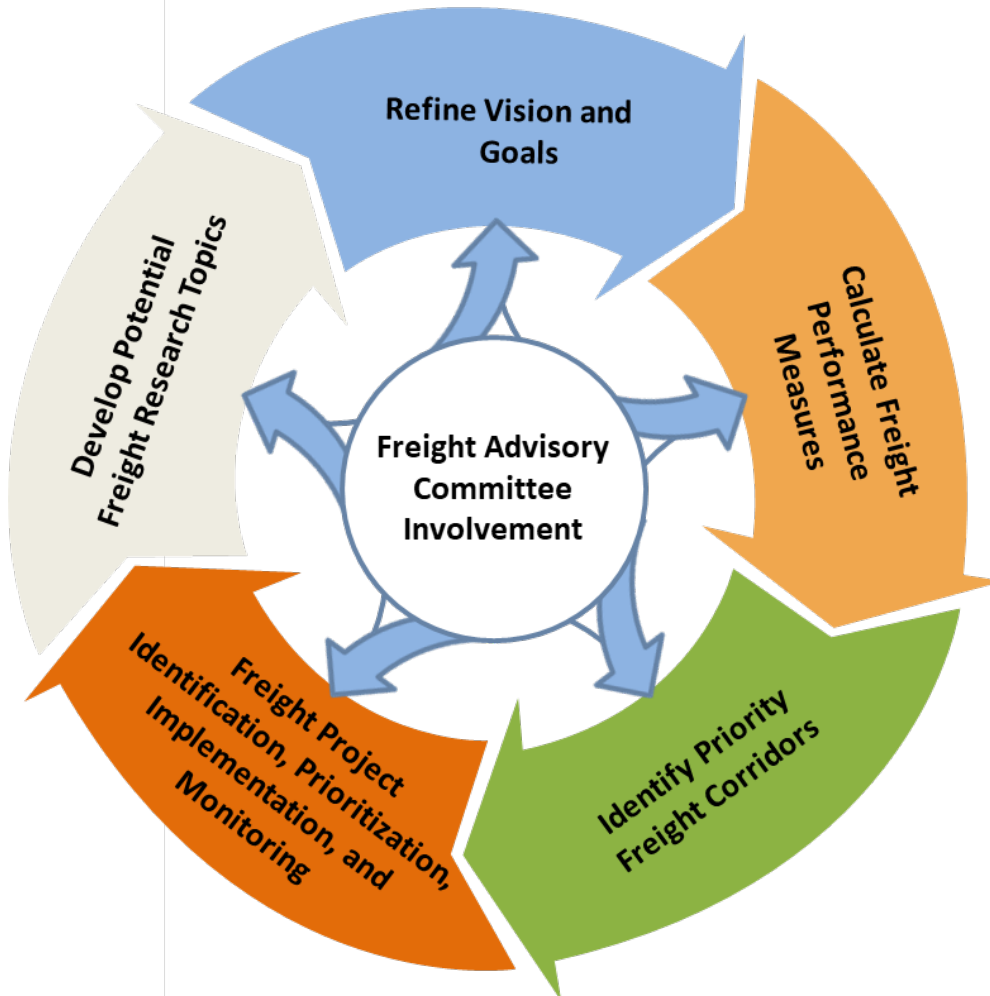 Refine Vision and
Goals
Calculate Freight
Performance
Measures
Identify Priority
Freight Corridors
Freight Project
Identification, Prioritization,
Implementation, and
Monitoring
Develop Potential
Freight Research Topics
Freight Advisory
Committee
Involvement